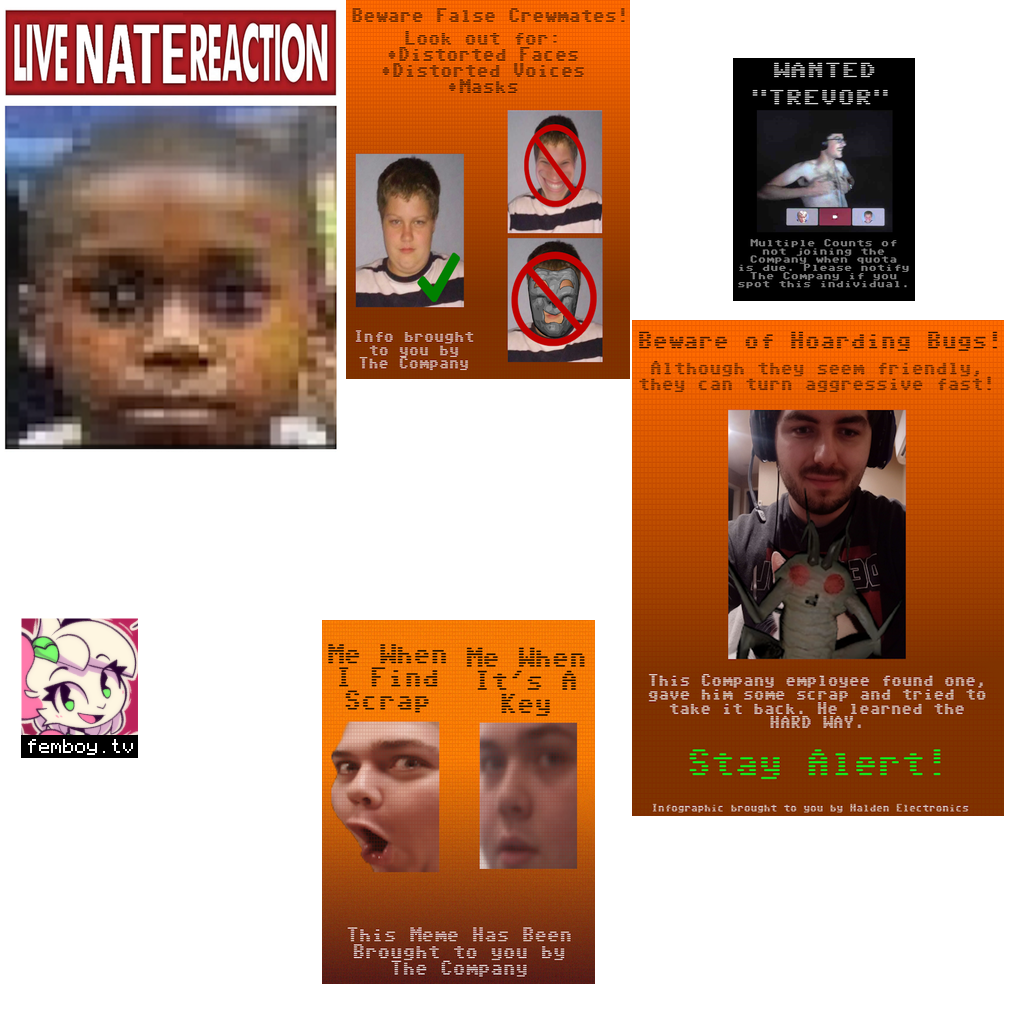 LIVE NATE REACTION
Beware False Crewmates!
Look out for:
•Distorted Faces
•Distorted Voices
•Masks
Info brought
to you by
The Company
WANTED
"TREVOR"
Multiple Counts of
not joining the
Company when quota
is due. Please notify
The Company if you
spot this individual.
Beware of Hoarding Bugs!
Although they seem friendly,
they can turn aggressive fast!
This Company employee found one,
gave him some scrap and tried to
take it back. He learned the
HARD WAY.
Stay Alert!
Infographic brought to you by Halden Electronics
femboy.tv
Me When
I Find
Scrap
Me When
It's A
Key
This Meme Has Been
Brought to you by
The Company